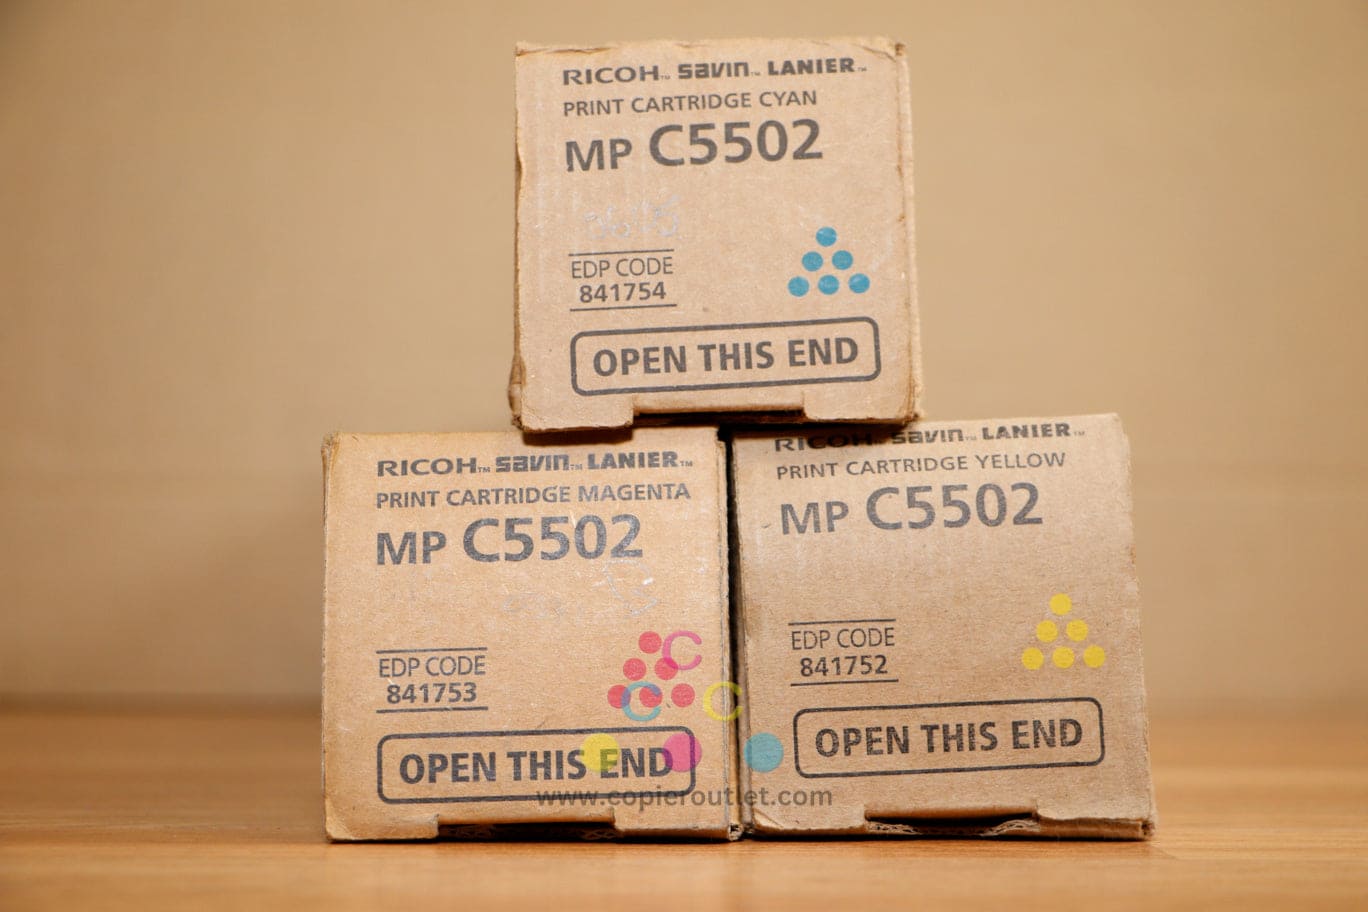 RICOH™ savin™ LANIER™
PRINT CARTRIDGE CYAN
MP C5502
EDP CODE
841754
OPEN THIS END
RICOH™ savin™ LANIER™
PRINT CARTRIDGE MAGENTA
MP C5502
EDP CODE
841753
OPEN THIS END
RICOH™ savin™ LANIER™
PRINT CARTRIDGE YELLOW
MP C5502
EDP CODE
841752
OPEN THIS END
C
C C
www.copieroutlet.com